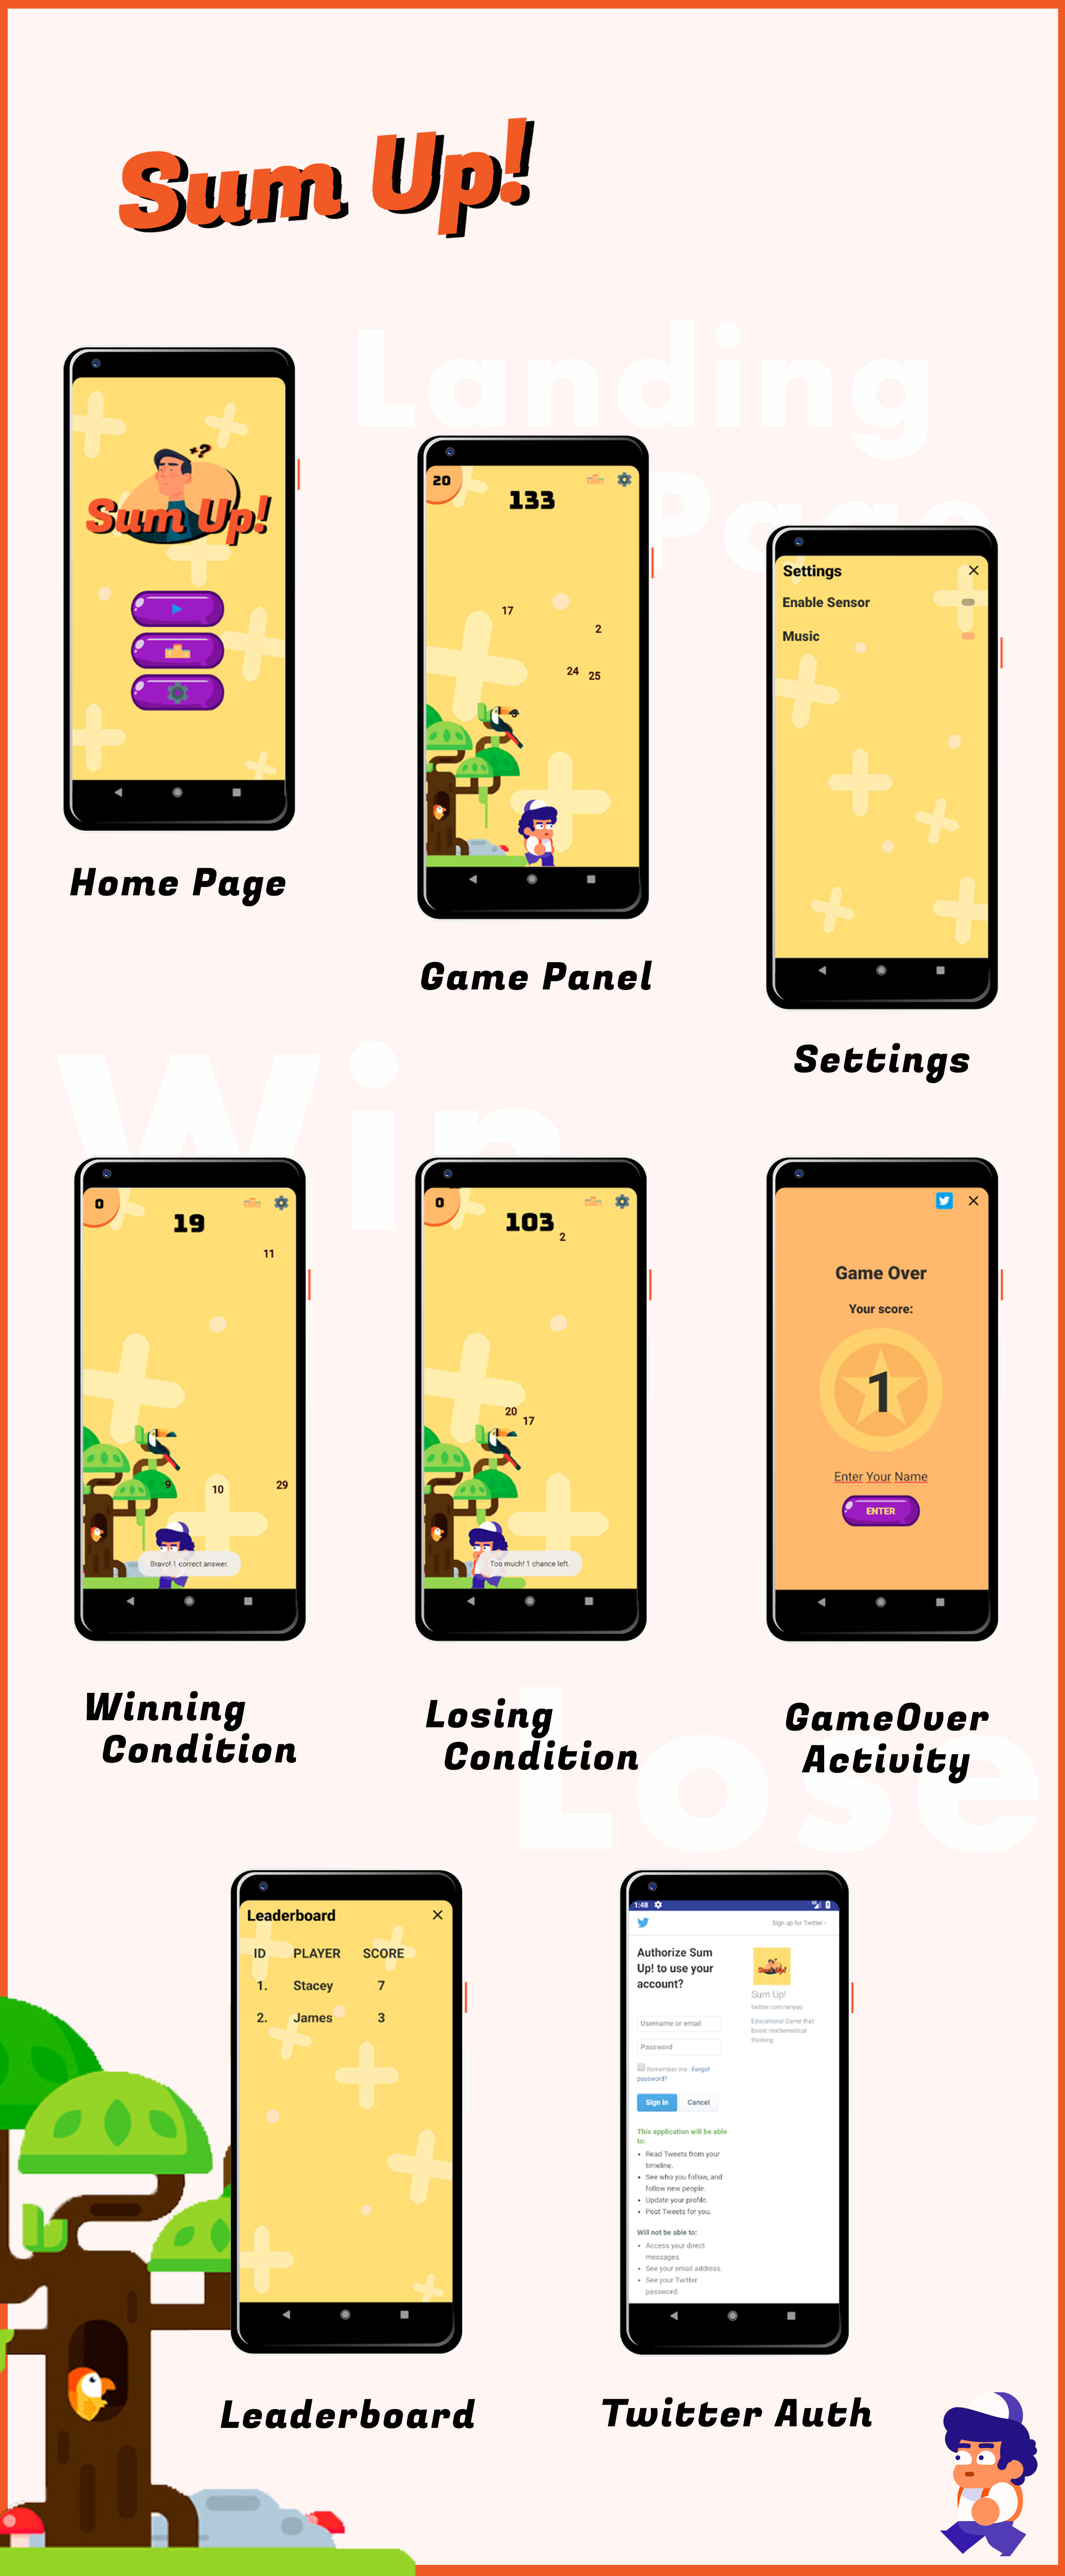 Sum Up!
Landing
Page
+?
Sum Up!
Home Page
20
133
17
2
24
25
Game Panel
Settings
Enable Sensor
Music
Settings
Win
0
19
11
9
10
29
Bravo! 1 correct answer.
Winning
Condition
0
103
2
20
17
Too much! 1 chance left.
Losing
Condition
Game Over
Your score:
1
Enter Your Name
ENTER
GameOver
Activity
Lose
Leaderboard
ID PLAYER SCORE
1. Stacey 7
2. James 3
Leaderboard
1:48
Sign up for Twitter ›
Authorize Sum
Up! to use your
account?
Username or email
Password
Remember me · Forgot
password?
Sign In
Cancel
This application will be able
to:
• Read Tweets from your
timeline.
• See who you follow, and
follow new people.
• Update your profile.
• Post Tweets for you.
Will not be able to:
• Access your direct
messages.
• See your email address.
• See your Twitter
password.
Sum Up!
Sum Up!
Educational Game that
boost mathematical
thinking
Twitter Auth